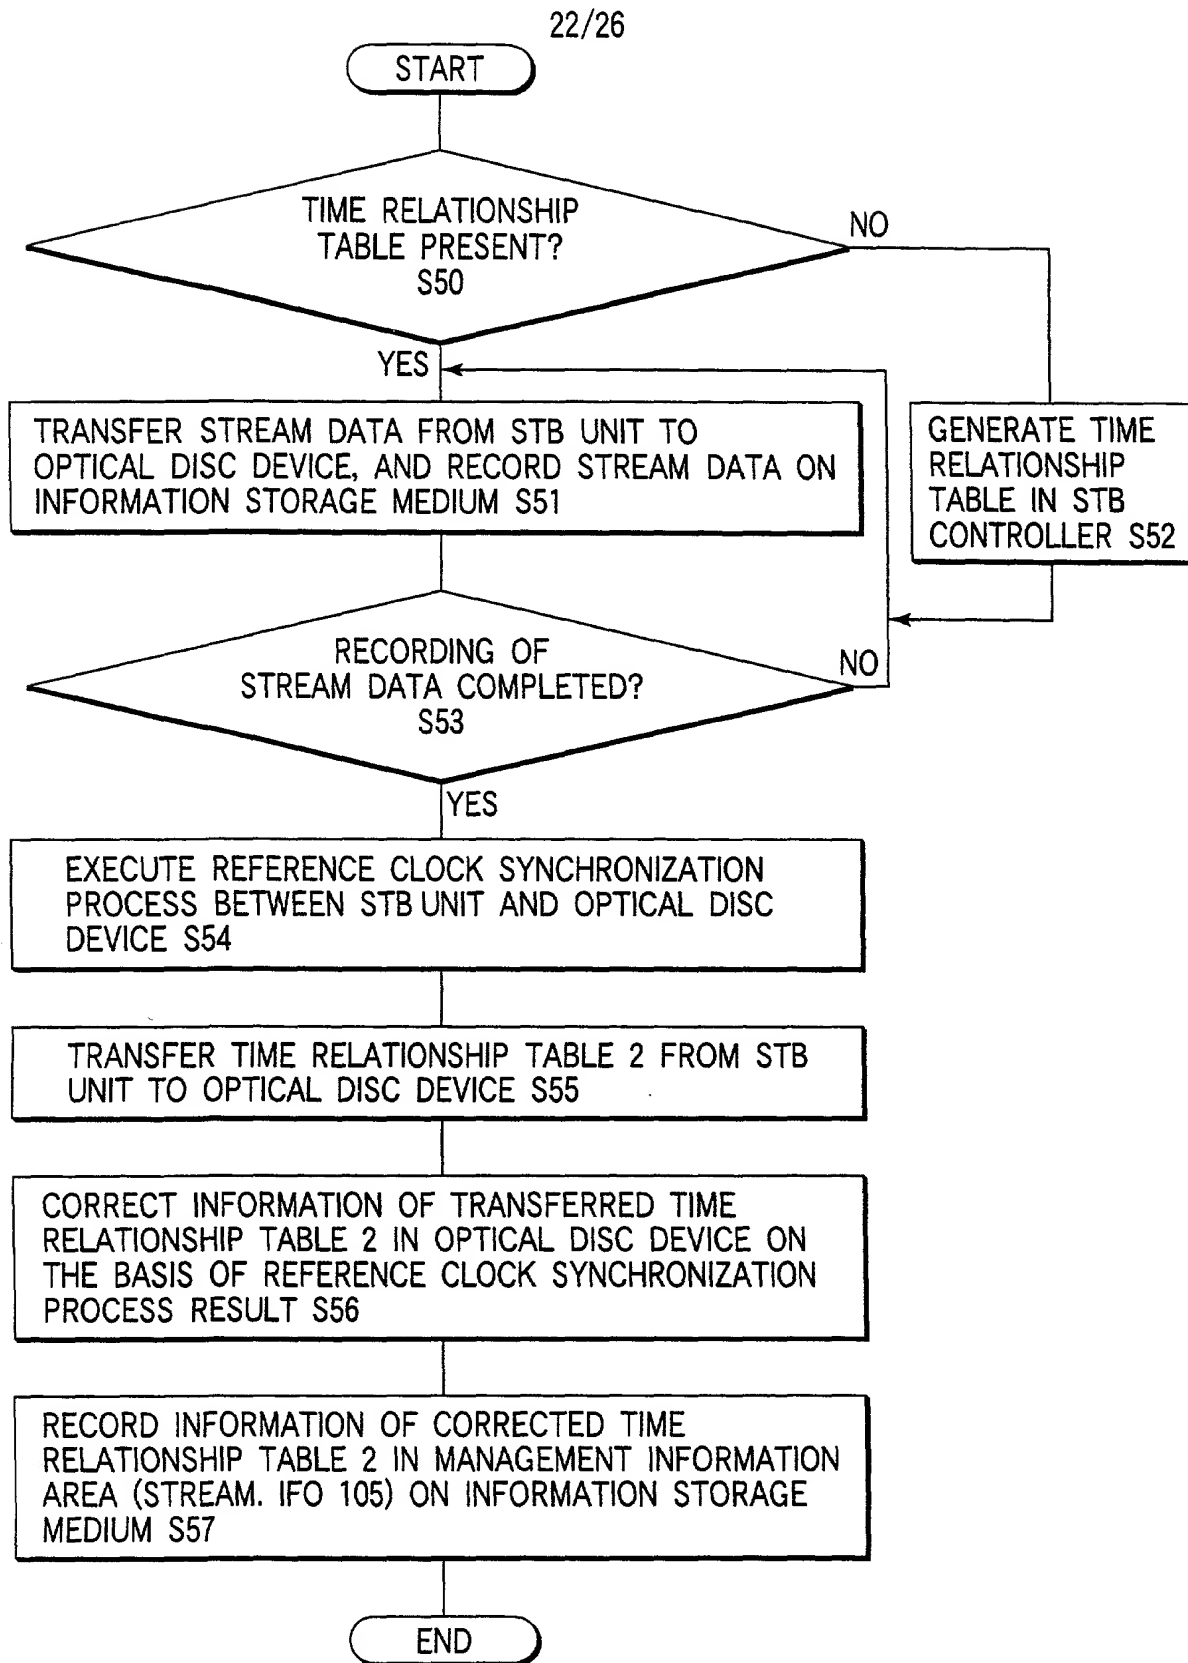 22/26
START
TIME RELATIONSHIP
TABLE PRESENT?
S50
NO
YES
TRANSFER STREAM DATA FROM STB UNIT TO
OPTICAL DISC DEVICE, AND RECORD STREAM DATA ON
INFORMATION STORAGE MEDIUM S51
GENERATE TIME
RELATIONSHIP
TABLE IN STB
CONTROLLER S52
RECORDING OF
STREAM DATA COMPLETED?
S53
NO
YES
EXECUTE REFERENCE CLOCK SYNCHRONIZATION
PROCESS BETWEEN STB UNIT AND OPTICAL DISC
DEVICE S54
TRANSFER TIME RELATIONSHIP TABLE 2 FROM STB
UNIT TO OPTICAL DISC DEVICE S55
CORRECT INFORMATION OF TRANSFERRED TIME
RELATIONSHIP TABLE 2 IN OPTICAL DISC DEVICE ON
THE BASIS OF REFERENCE CLOCK SYNCHRONIZATION
PROCESS RESULT S56
RECORD INFORMATION OF CORRECTED TIME
RELATIONSHIP TABLE 2 IN MANAGEMENT INFORMATION
AREA (STREAM. IFO 105) ON INFORMATION STORAGE
MEDIUM S57
END